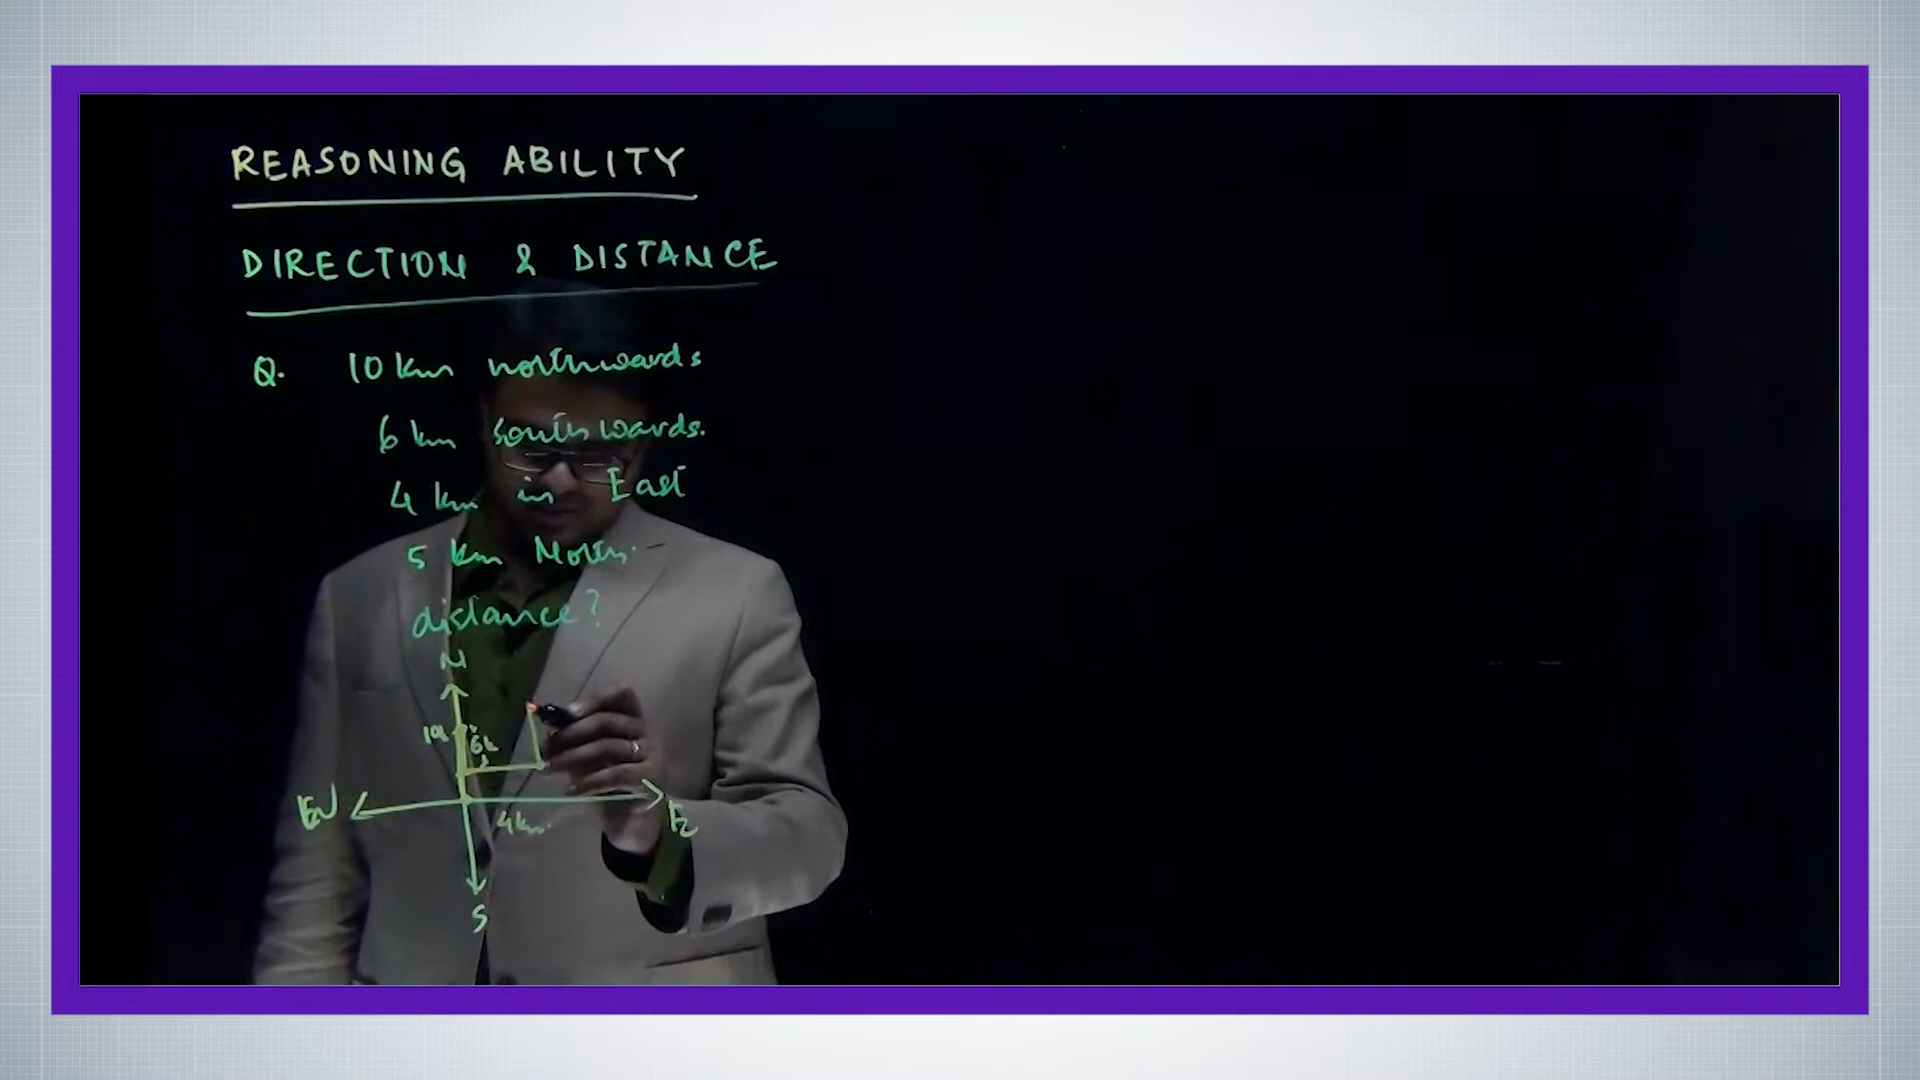 REASONING ABILITY
DIRECTION & DISTANCE
Q. 10 km northwards
6 km southwards.
4 km in East
5 km North.
distance?
N
6k
E
4km.
S